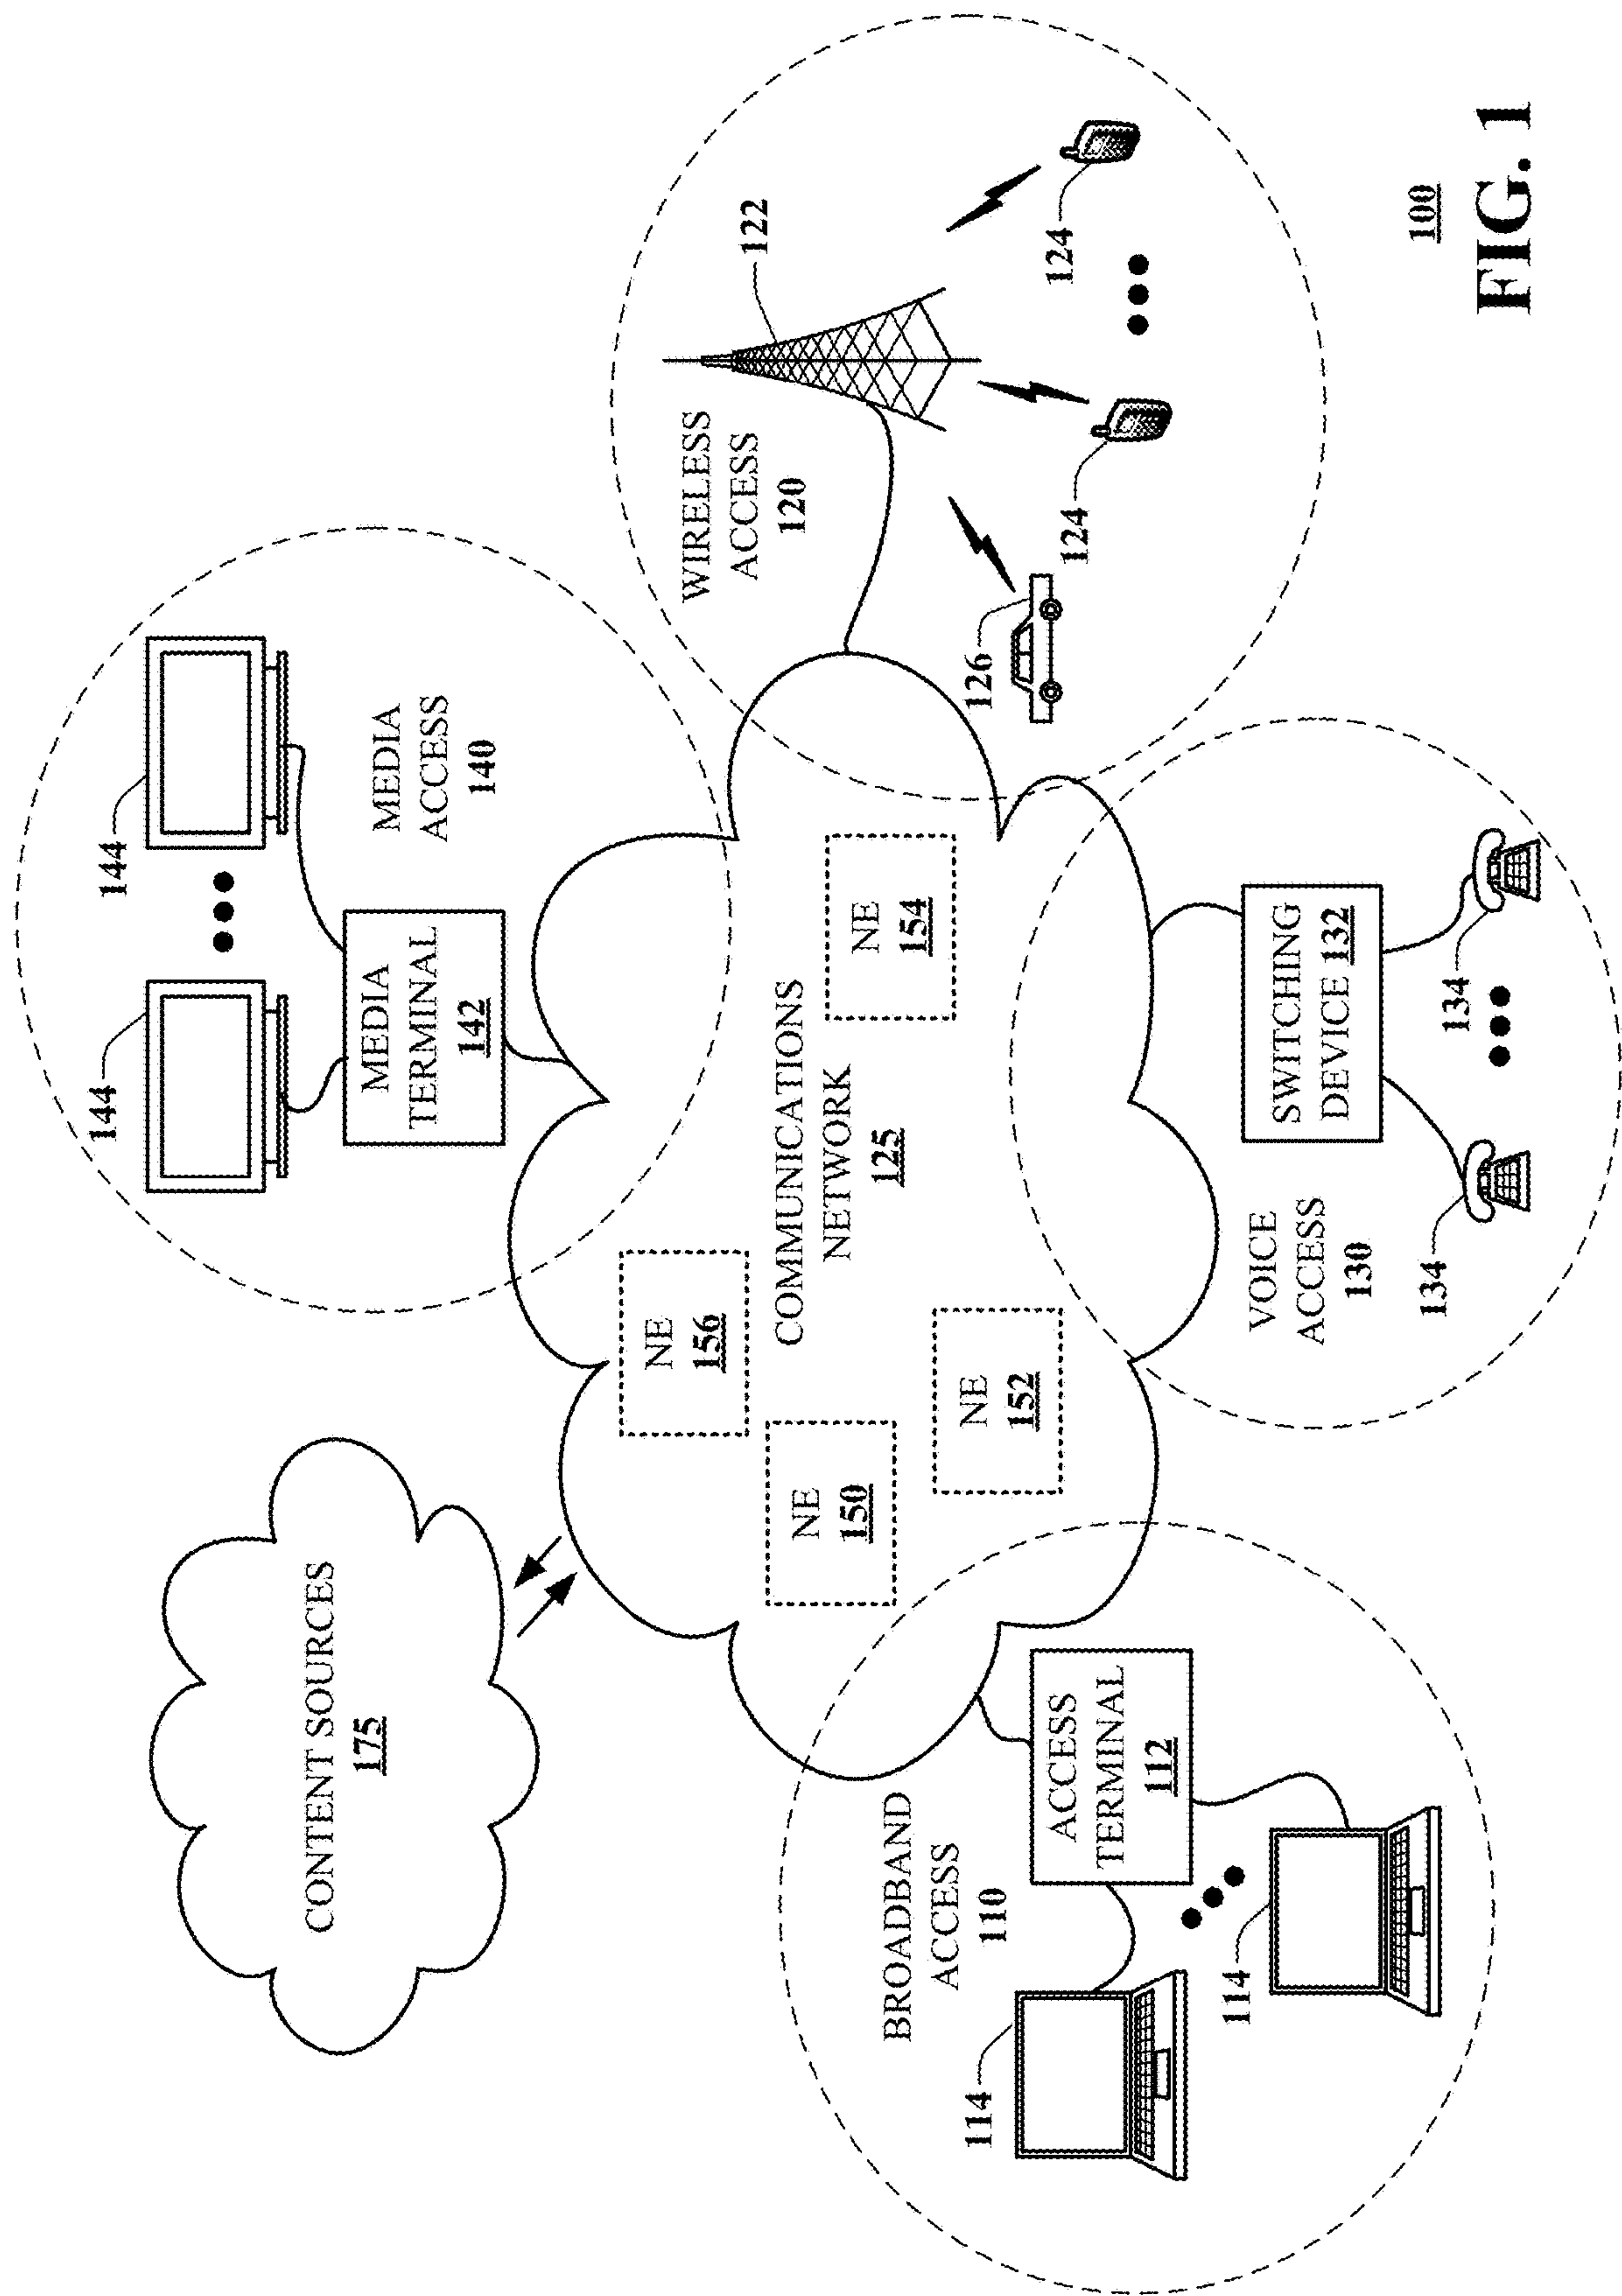 CONTENT SOURCES
175
144
144
MEDIA
TERMINAL
142
MEDIA
ACCESS
140
NE
156
NE
150
NE
152
NE
154
COMMUNICATIONS
NETWORK
125
WIRELESS
ACCESS
120
122
124
124
126
BROADBAND
ACCESS
110
ACCESS
TERMINAL
112
114
114
VOICE
ACCESS
130
SWITCHING
DEVICE 132
134
134
100
FIG. 1